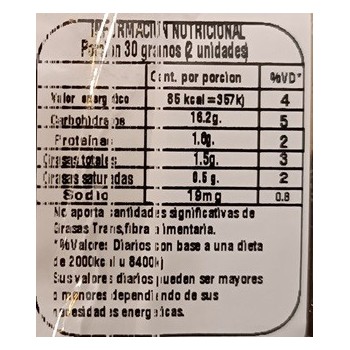 INFORMACION NUTRICIONAL
Porcion 30 gramos (2 unidades)
Cant. por porcion %VD*
Valor energetico 85 kcal=357kj 4
Carbohidratos 16.2g. 5
Proteinas 1.6g. 2
Grasas totales 1.5g. 3
Grasas saturadas 0.5 g. 2
Sodio 19mg 0.8
No aporta cantidades significativas de
Grasas Trans,fibra alimentaria.
*%Valores Diarios con base a una dieta
de 2000kcal u 8400kj
Sus valores diarios pueden ser mayores
o menores dependiendo de sus
necesidades energeticas.